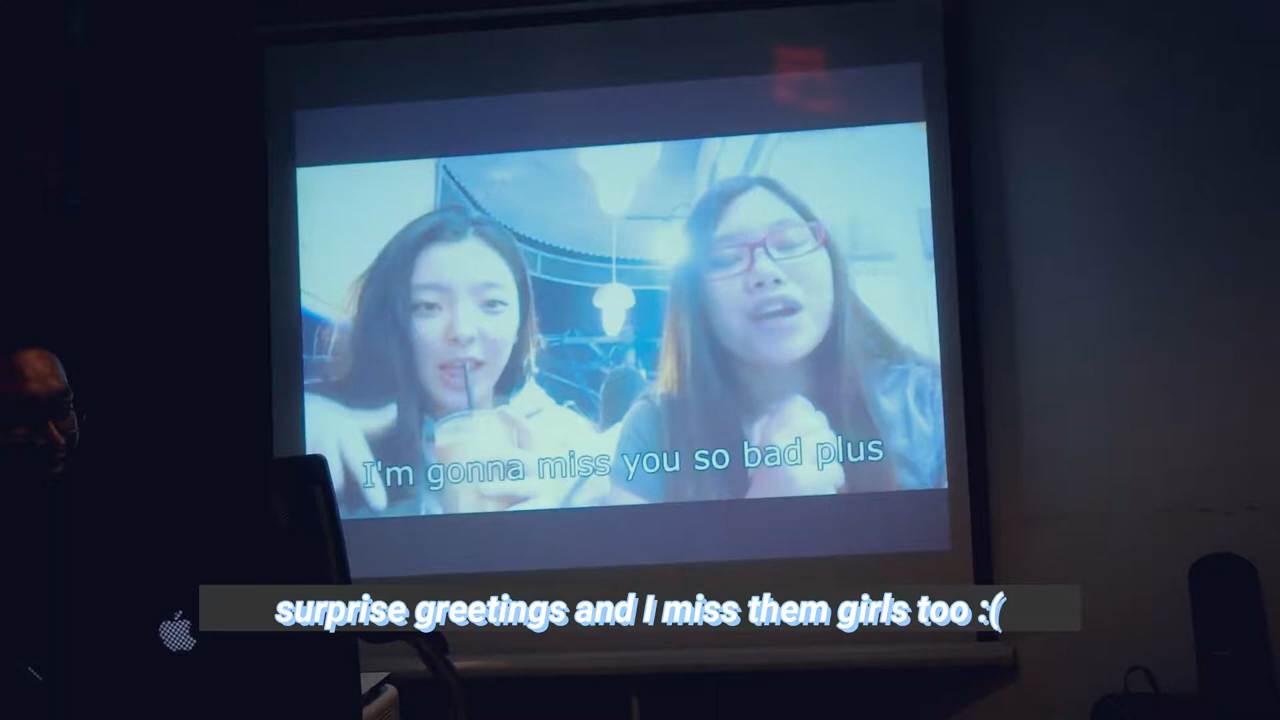 I'm gonna miss you so bad plus
surprise greetings and I miss them girls too :(